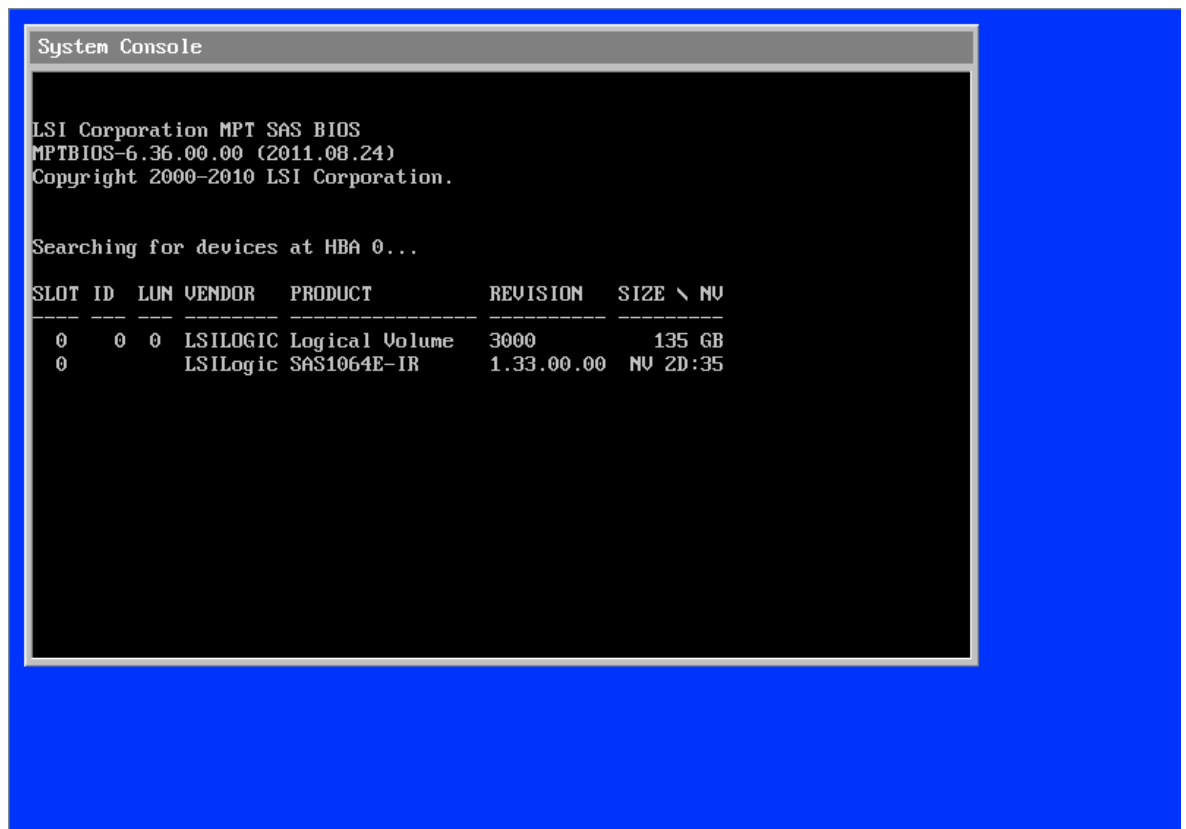 System Console
LSI Corporation MPT SAS BIOS
MPTBIOS-6.36.00.00 (2011.08.24)
Copyright 2000-2010 LSI Corporation.
Searching for devices at HBA 0...
SLOT ID  LUN VENDOR   PRODUCT          REVISION   SIZE \ NV
---- --- --- -------- ---------------- ---------- ---------
  0    0  0  LSILOGIC Logical Volume   3000          135 GB
  0          LSILogic SAS1064E-IR      1.33.00.00  NV 2D:35